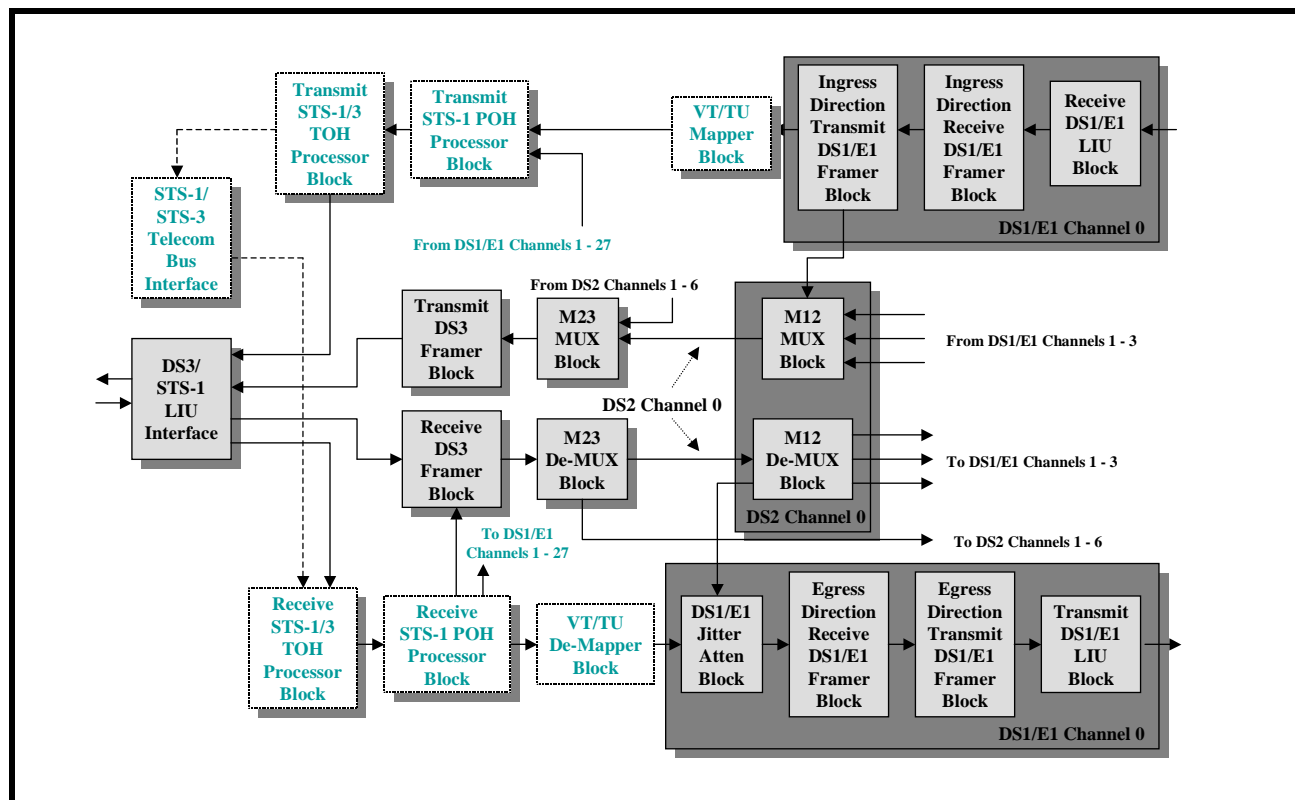 Transmit
STS-1/3
TOH
Processor
Block
Transmit
STS-1 POH
Processor
Block
VT/TU
Mapper
Block
Ingress
Direction
Transmit
DS1/E1
Framer
Block
Ingress
Direction
Receive
DS1/E1
Framer
Block
Receive
DS1/E1
LIU
Block
DS1/E1 Channel 0
STS-1/
STS-3
Telecom
Bus
Interface
From DS1/E1 Channels 1 - 27
From DS2 Channels 1 - 6
Transmit
DS3
Framer
Block
M23
MUX
Block
M12
MUX
Block
From DS1/E1 Channels 1 - 3
DS3/
STS-1
LIU
Interface
DS2 Channel 0
Receive
DS3
Framer
Block
M23
De-MUX
Block
M12
De-MUX
Block
To DS1/E1 Channels 1 - 3
DS2 Channel 0
To DS1/E1
Channels 1 - 27
To DS2 Channels 1 - 6
Receive
STS-1/3
TOH
Processor
Block
Receive
STS-1 POH
Processor
Block
VT/TU
De-Mapper
Block
DS1/E1
Jitter
Atten
Block
Egress
Direction
Receive
DS1/E1
Framer
Block
Egress
Direction
Transmit
DS1/E1
Framer
Block
Transmit
DS1/E1
LIU
Block
DS1/E1 Channel 0